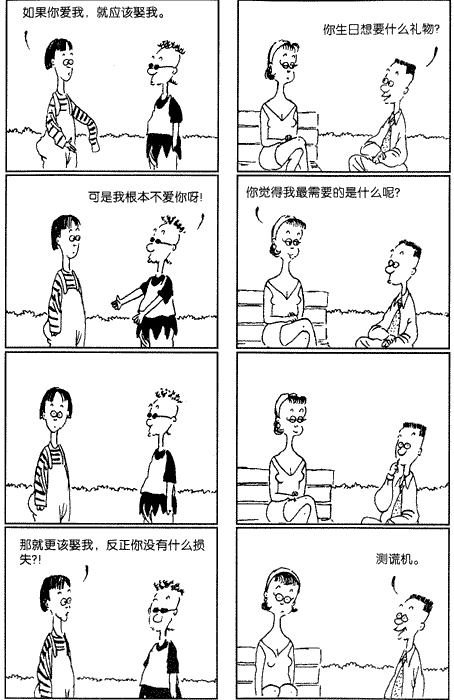 如果你爱我，就应该娶我。
可是我根本不爱你呀!
那就更该娶我，反正你没有什么损
失?!
你生日想要什么礼物?
你觉得我最需要的是什么呢?
测谎机。